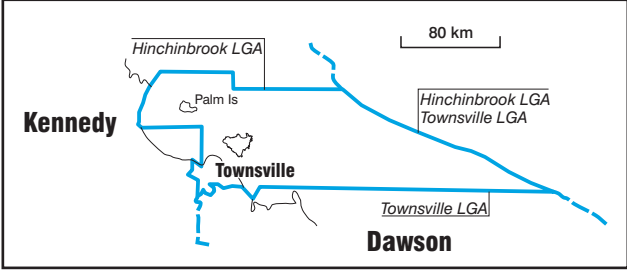 Hinchinbrook LGA
80 km
Palm Is
Hinchinbrook LGA
Townsville LGA
Kennedy
Townsville
Townsville LGA
Dawson